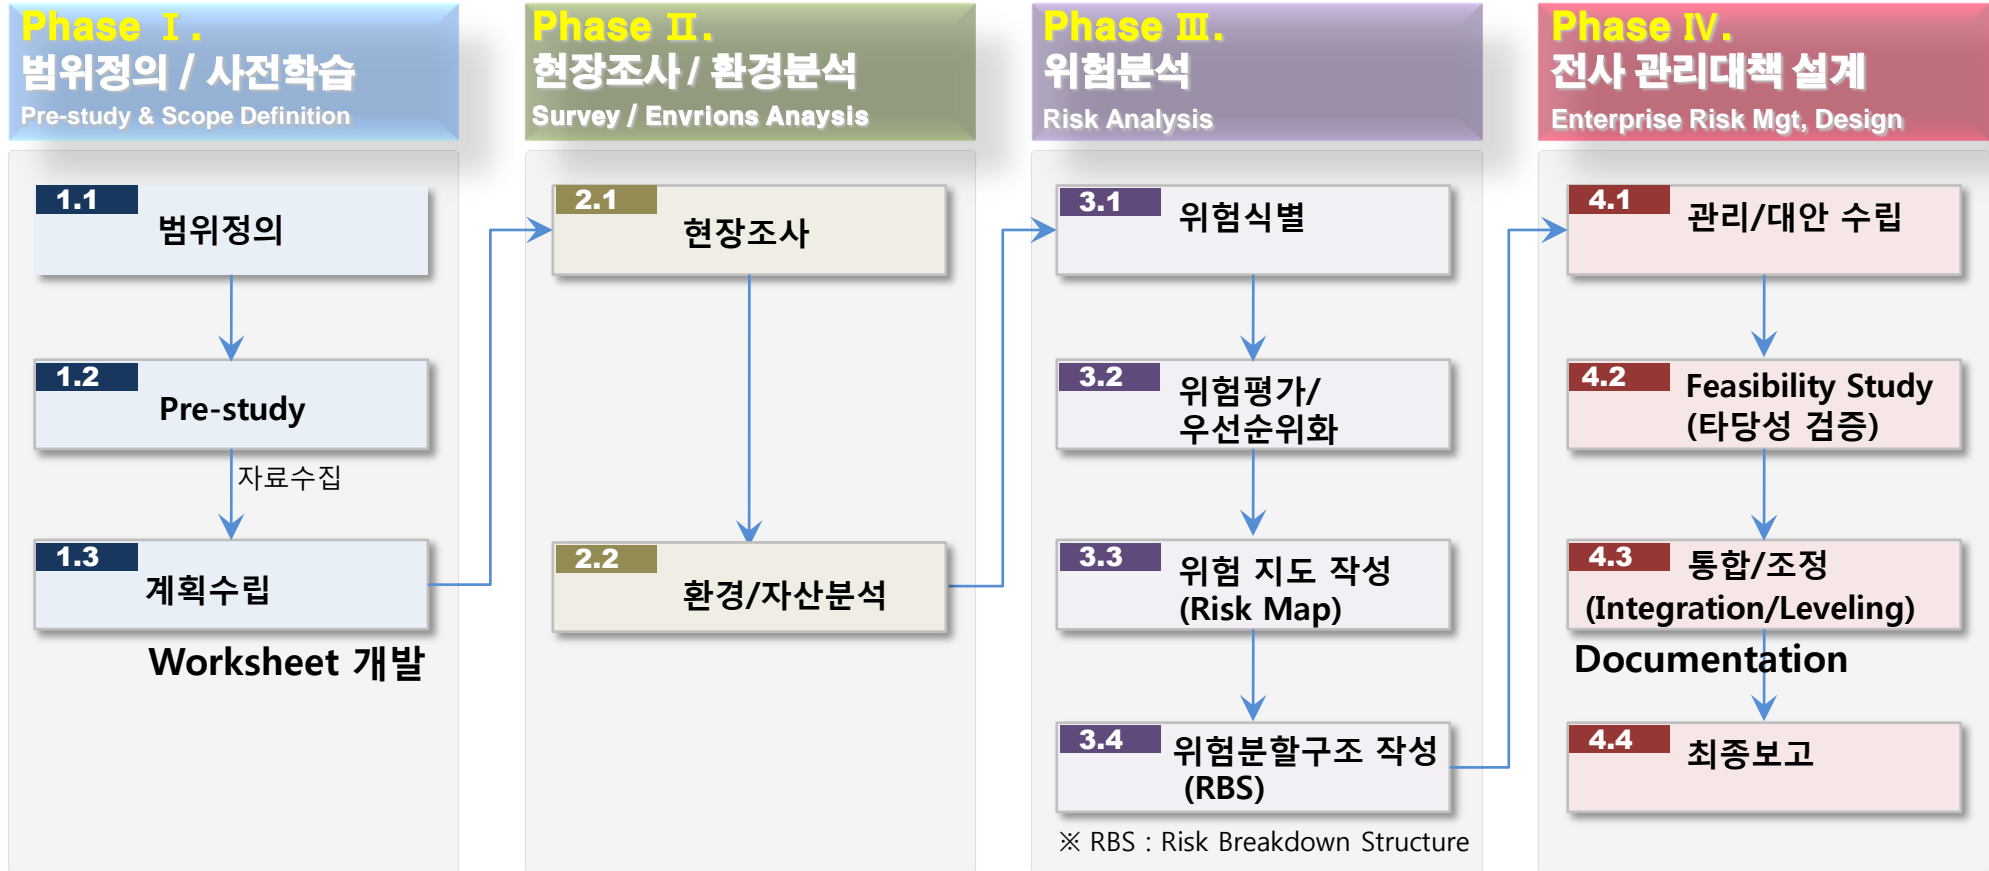 Phase Ⅰ.
범위정의 / 사전학습
Pre-study & Scope Definition
1.1
범위정의
1.2
Pre-study
자료수집
1.3
계획수립
Worksheet 개발
Phase Ⅱ.
현장조사 / 환경분석
Survey / Envrions Anaysis
2.1
현장조사
2.2
환경/자산분석
Phase Ⅲ.
위험분석
Risk Analysis
3.1
위험식별
3.2
위험평가/
우선순위화
3.3
위험 지도 작성
(Risk Map)
3.4
위험분할구조 작성
(RBS)
※ RBS : Risk Breakdown Structure
Phase Ⅳ.
전사 관리대책 설계
Enterprise Risk Mgt, Design
4.1
관리/대안 수립
4.2
Feasibility Study
(타당성 검증)
4.3
통합/조정
(Integration/Leveling)
Documentation
4.4
최종보고